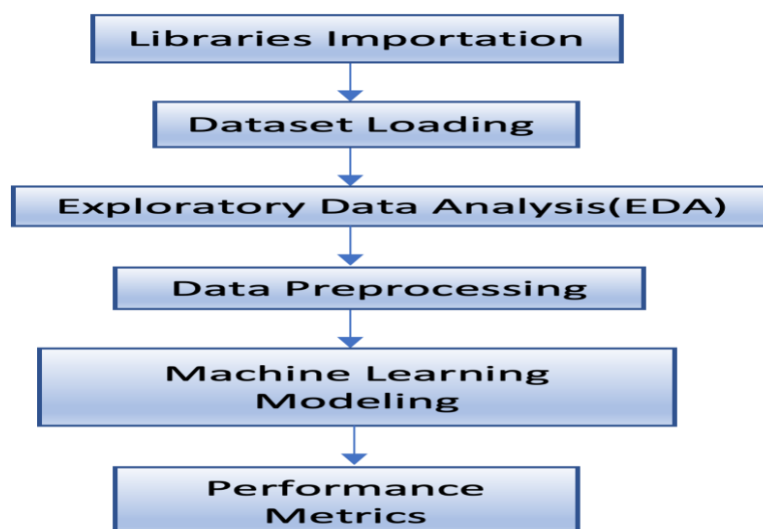 Libraries Importation
Dataset Loading
Exploratory Data Analysis(EDA)
Data Preprocessing
Machine Learning
Modeling
Performance
Metrics